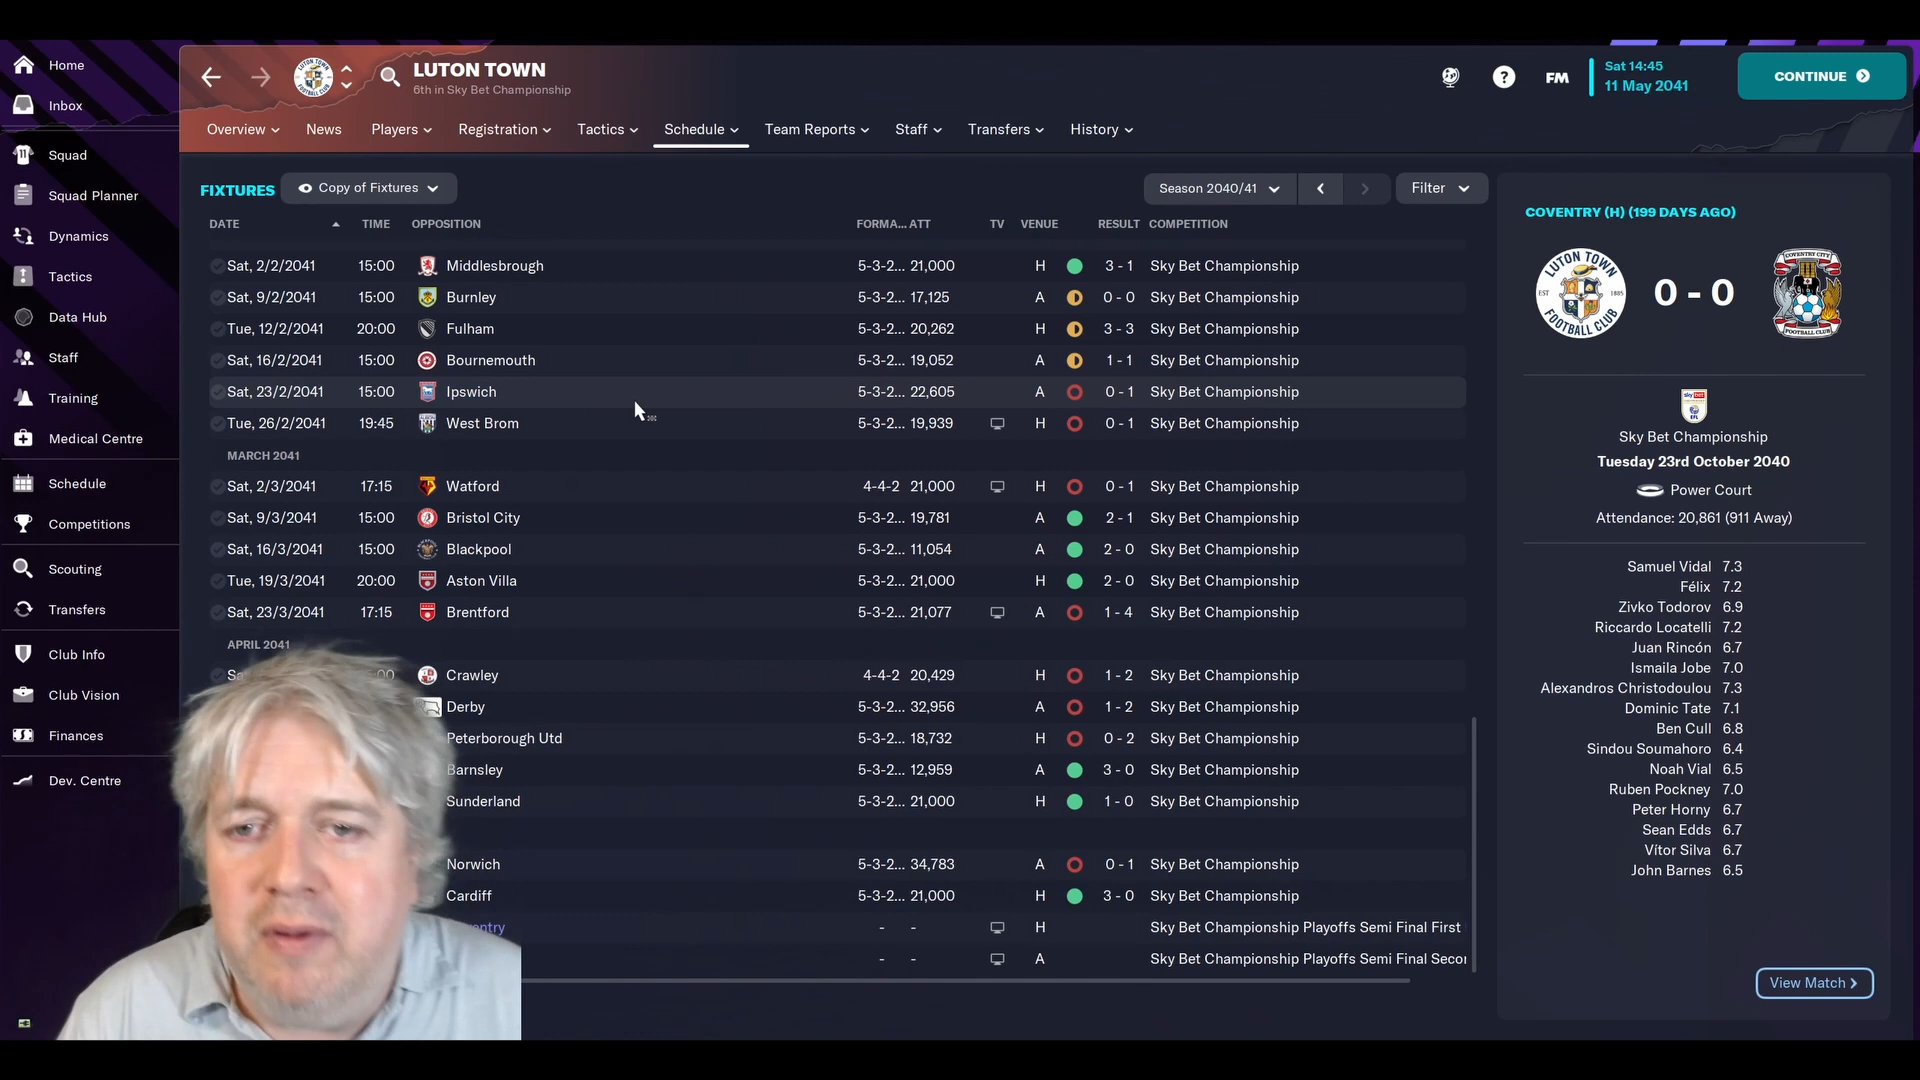 Home
Inbox
Squad
Squad Planner
Dynamics
Tactics
Data Hub
Staff
Training
Medical Centre
Schedule
Competitions
Scouting
Transfers
Club Info
Club Vision
Finances
Dev. Centre
LUTON TOWN
6th in Sky Bet Championship
FM
Sat 14:45
11 May 2041
CONTINUE
Overview News Players Registration Tactics Schedule Team Reports Staff Transfers History
FIXTURES Copy of Fixtures Season 2040/41 Filter
DATE TIME OPPOSITION FORMA... ATT TV VENUE RESULT COMPETITION
Sat, 2/2/2041 15:00 Middlesbrough 5-3-2... 21,000 H 3 - 1 Sky Bet Championship
Sat, 9/2/2041 15:00 Burnley 5-3-2... 17,125 A 0 - 0 Sky Bet Championship
Tue, 12/2/2041 20:00 Fulham 5-3-2... 20,262 H 3 - 3 Sky Bet Championship
Sat, 16/2/2041 15:00 Bournemouth 5-3-2... 19,052 A 1 - 1 Sky Bet Championship
Sat, 23/2/2041 15:00 Ipswich 5-3-2... 22,605 A 0 - 1 Sky Bet Championship
Tue, 26/2/2041 19:45 West Brom 5-3-2... 19,939 H 0 - 1 Sky Bet Championship
MARCH 2041
Sat, 2/3/2041 17:15 Watford 4-4-2 21,000 H 0 - 1 Sky Bet Championship
Sat, 9/3/2041 15:00 Bristol City 5-3-2... 19,781 A 2 - 1 Sky Bet Championship
Sat, 16/3/2041 15:00 Blackpool 5-3-2... 11,054 A 2 - 0 Sky Bet Championship
Tue, 19/3/2041 20:00 Aston Villa 5-3-2... 21,000 H 2 - 0 Sky Bet Championship
Sat, 23/3/2041 17:15 Brentford 5-3-2... 21,077 A 1 - 4 Sky Bet Championship
APRIL 2041
Crawley 4-4-2 20,429 H 1 - 2 Sky Bet Championship
Derby 5-3-2... 32,956 A 1 - 2 Sky Bet Championship
Peterborough Utd 5-3-2... 18,732 H 0 - 2 Sky Bet Championship
Barnsley 5-3-2... 12,959 A 3 - 0 Sky Bet Championship
Sunderland 5-3-2... 21,000 H 1 - 0 Sky Bet Championship
Norwich 5-3-2... 34,783 A 0 - 1 Sky Bet Championship
Cardiff 5-3-2... 21,000 H 3 - 0 Sky Bet Championship
entry - - H Sky Bet Championship Playoffs Semi Final First
- - A Sky Bet Championship Playoffs Semi Final Secor
COVENTRY (H) (199 DAYS AGO)
LUTON TOWN
EST 1885
FOOTBALL CLUB
0 - 0
COVENTRY CITY
FOOTBALL CLUB
sky bet
EFL
Sky Bet Championship
Tuesday 23rd October 2040
Power Court
Attendance: 20,861 (911 Away)
Samuel Vidal 7.3
Félix 7.2
Zivko Todorov 6.9
Riccardo Locatelli 7.2
Juan Rincón 6.7
Ismaila Jobe 7.0
Alexandros Christodoulou 7.3
Dominic Tate 7.1
Ben Cull 6.8
Sindou Soumahoro 6.4
Noah Vial 6.5
Ruben Pockney 7.0
Peter Horny 6.7
Sean Edds 6.7
Vítor Silva 6.7
John Barnes 6.5
View Match